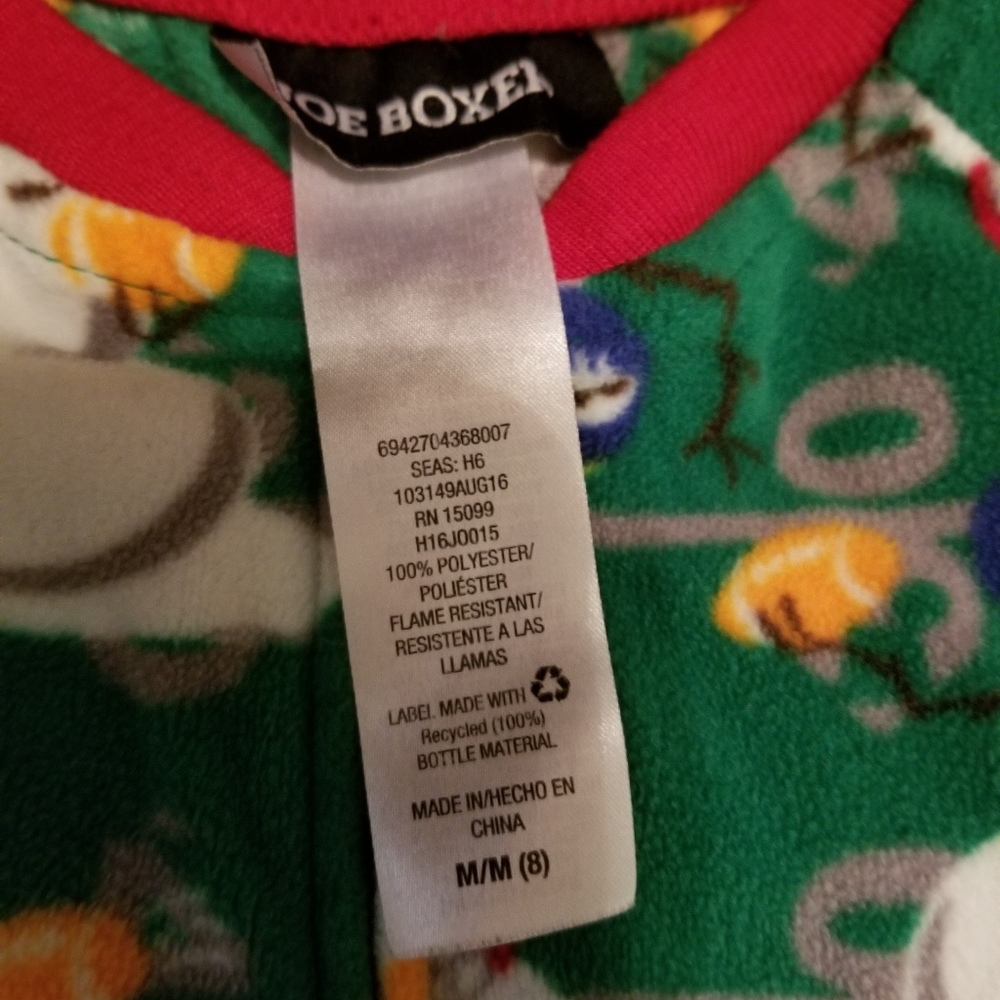 JOE BOXER
6942704368007
SEAS: H6
103149AUG16
RN 15099
H16J0015
100% POLYESTER/
POLIÉSTER
FLAME RESISTANT/
RESISTENTE A LAS
LLAMAS
LABEL MADE WITH
Recycled (100%)
BOTTLE MATERIAL
MADE IN/HECHO EN
CHINA
M/M (8)